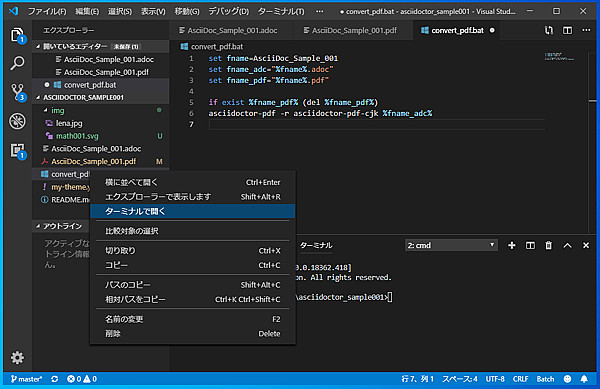 ファイル(F) 編集(E) 選択(S) 表示(V) 移動(G) デバッグ(D) ターミナル(T) ··· ● convert_pdf.bat - asciidoctor_sample001 - Visual Stud...
エクスプローラー
AsciiDoc_Sample_001.adoc AsciiDoc_Sample_001.pdf convert_pdf.bat ●
開いているエディター 未保存 (1)
AsciiDoc_Sample_001.adoc
AsciiDoc_Sample_001.pdf
● convert_pdf.bat
ASCIIDOCTOR_SAMPLE001
img
lena.jpg
math001.svg U
AsciiDoc_Sample_001.adoc
AsciiDoc_Sample_001.pdf M
convert_pd
my-theme.y
README.m
アウトライン
アクティブな
トライン情報
ん。
convert_pdf.bat
1 set fname=AsciiDoc_Sample_001
2 set fname_adc="%fname%.adoc"
3 set fname_pdf="%fname%.pdf"
4
5 if exist %fname_pdf% (del %fname_pdf%)
6 asciidoctor-pdf -r asciidoctor-pdf-cjk %fname_adc%
7
横に並べて開く Ctrl+Enter
エクスプローラーで表示します Shift+Alt+R
ターミナルで開く
比較対象の選択
切り取り Ctrl+X
コピー Ctrl+C
パスのコピー Shift+Alt+C
相対パスをコピー Ctrl+K Ctrl+Shift+C
名前の変更 F2
削除 Delete
ターミナル 2: cmd
0.0.18362.418]
on. All rights reserved.
\asciidoctor_sample001>
1
3
1
master* 0 0 行 7、列 1 スペース: 4 UTF-8 CRLF Batch